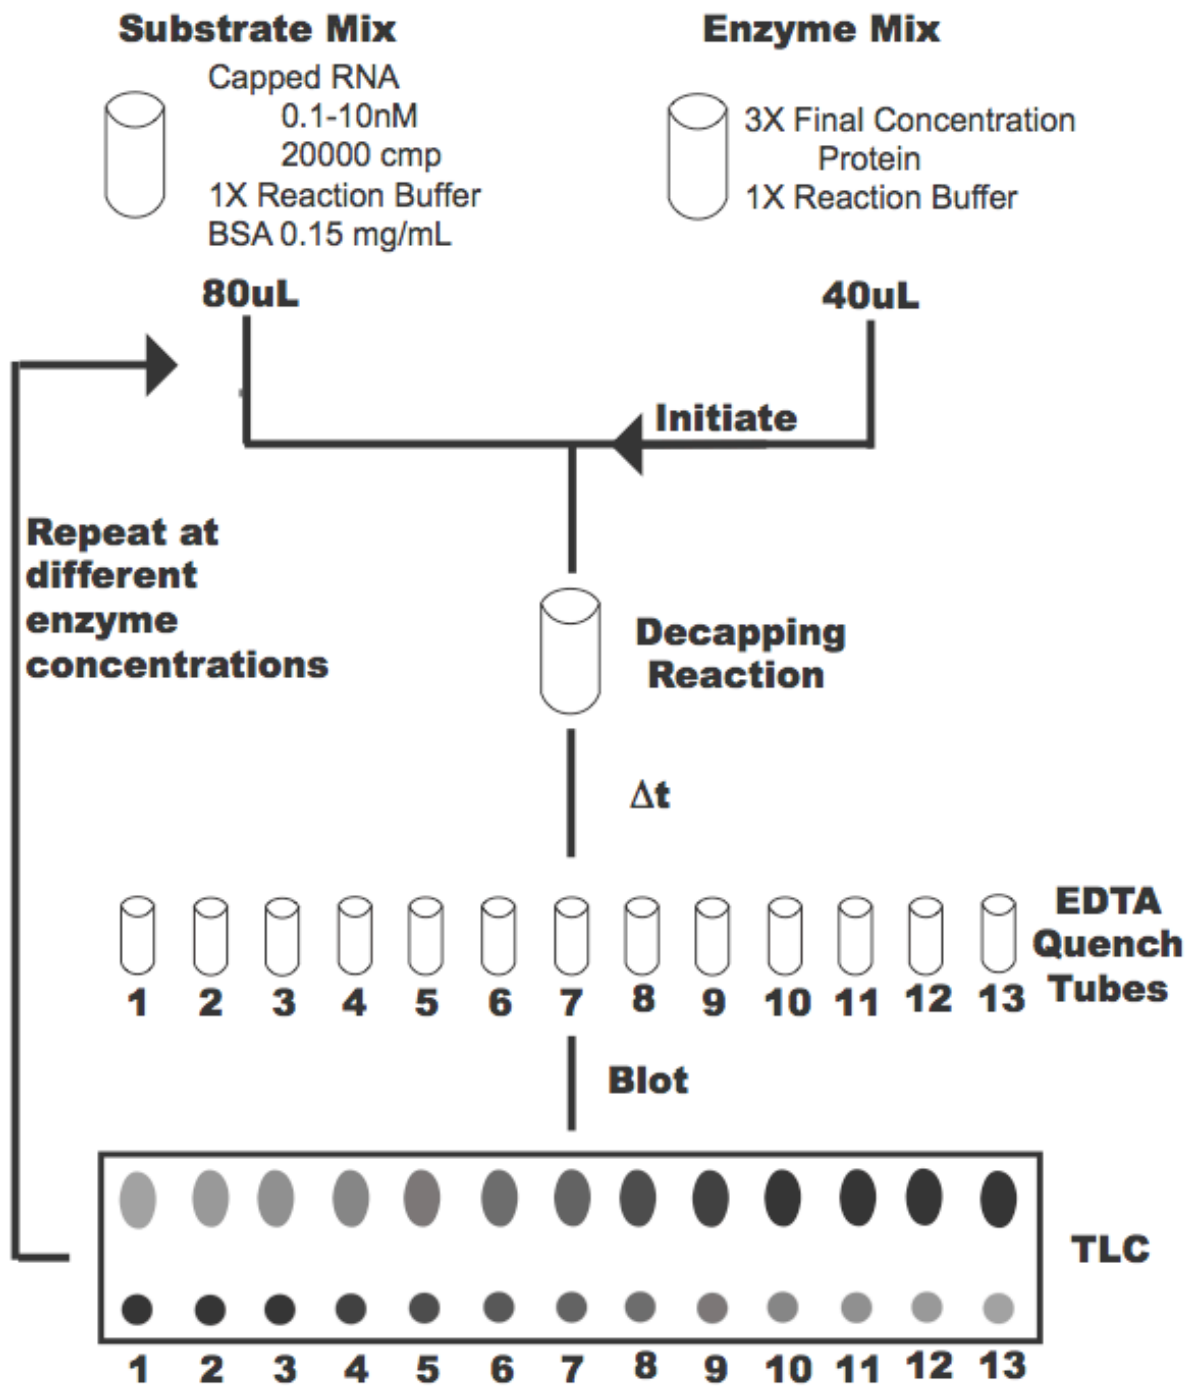 Substrate Mix
Capped RNA
0.1-10nM
20000 cmp
1X Reaction Buffer
BSA 0.15 mg/mL
80uL
Enzyme Mix
3X Final Concentration
Protein
1X Reaction Buffer
40uL
Initiate
Repeat at
different
enzyme
concentrations
Decapping
Reaction
Δt
1 2 3 4 5 6 7 8 9 10 11 12 13
EDTA
Quench
Tubes
Blot
TLC
1 2 3 4 5 6 7 8 9 10 11 12 13